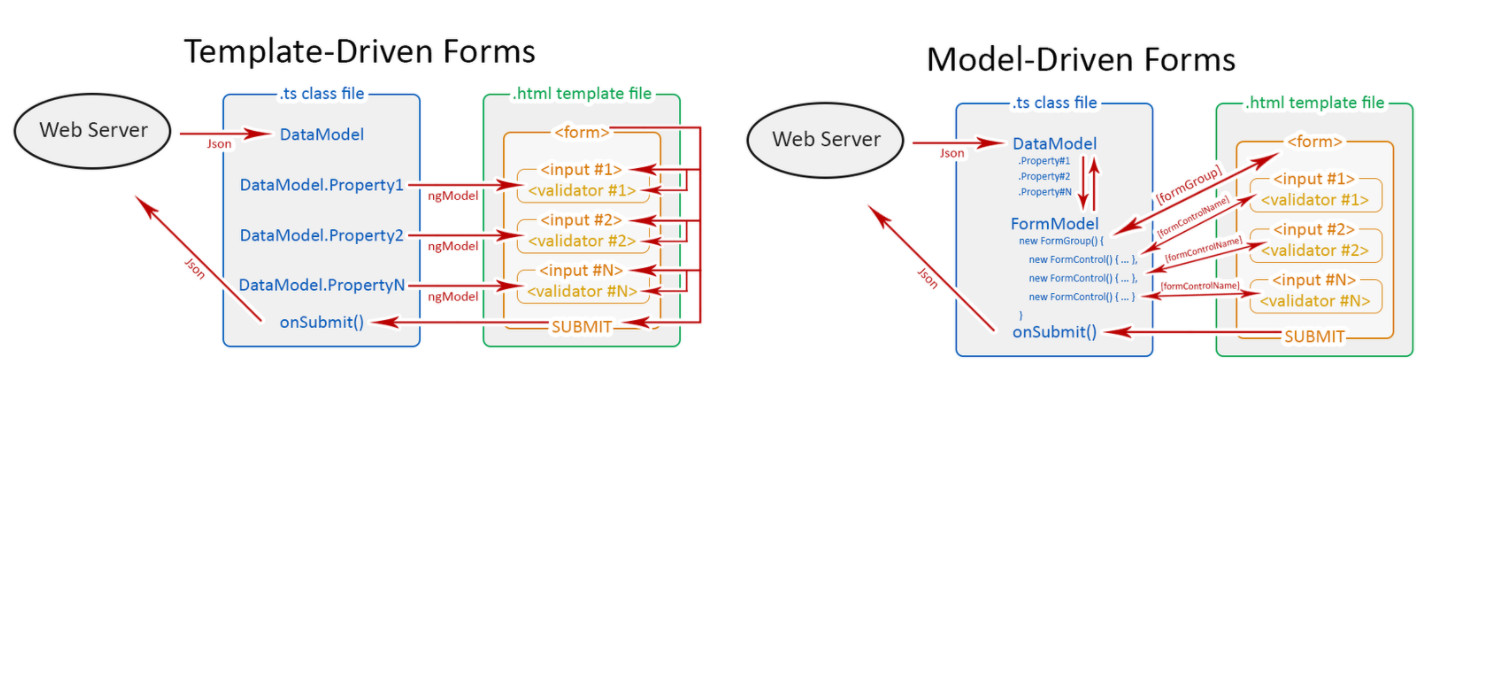 Template-Driven Forms
Web Server
Json
Json
.ts class file
DataModel
DataModel.Property1
DataModel.Property2
DataModel.PropertyN
onSubmit()
ngModel
ngModel
ngModel
.html template file
<form>
<input #1>
<validator #1>
<input #2>
<validator #2>
<input #N>
<validator #N>
SUBMIT
Model-Driven Forms
Web Server
Json
Json
.ts class file
DataModel
.Property#1
.Property#2
.Property#N
FormModel
new FormGroup() {
new FormControl() { ... },
new FormControl() { ... },
new FormControl() { ... }
}
onSubmit()
[formGroup]
[formControlName]
[formControlName]
[formControlName]
.html template file
<form>
<input #1>
<validator #1>
<input #2>
<validator #2>
<input #N>
<validator #N>
SUBMIT